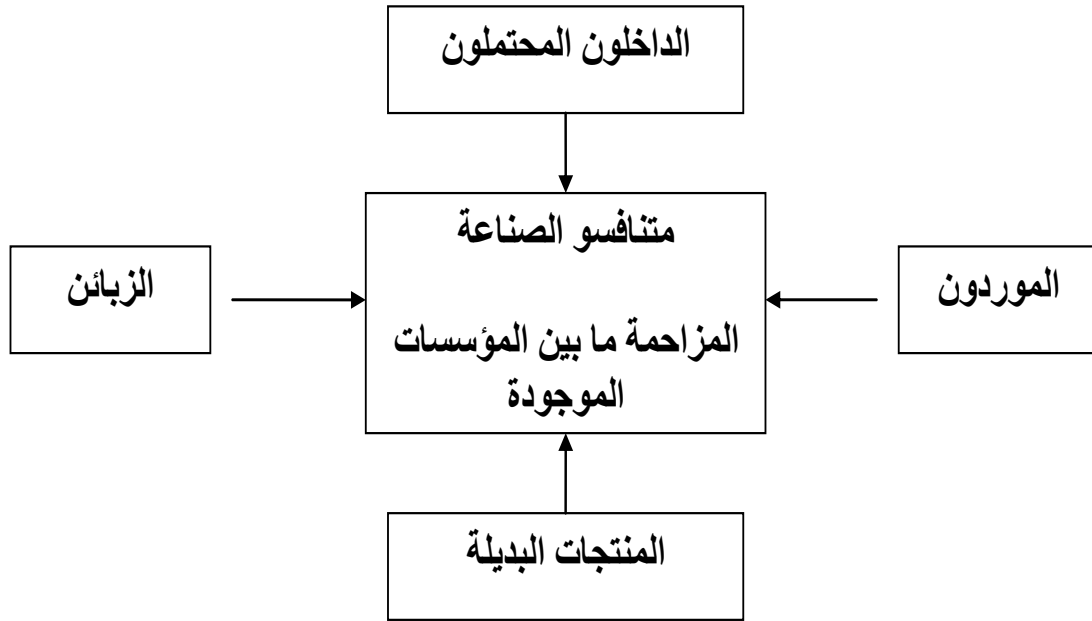 الداخلون المحتملون
متنافسو الصناعة
الموردون
الزبائن
المزاحمة ما بين المؤسسات
الموجودة
المنتجات البديلة